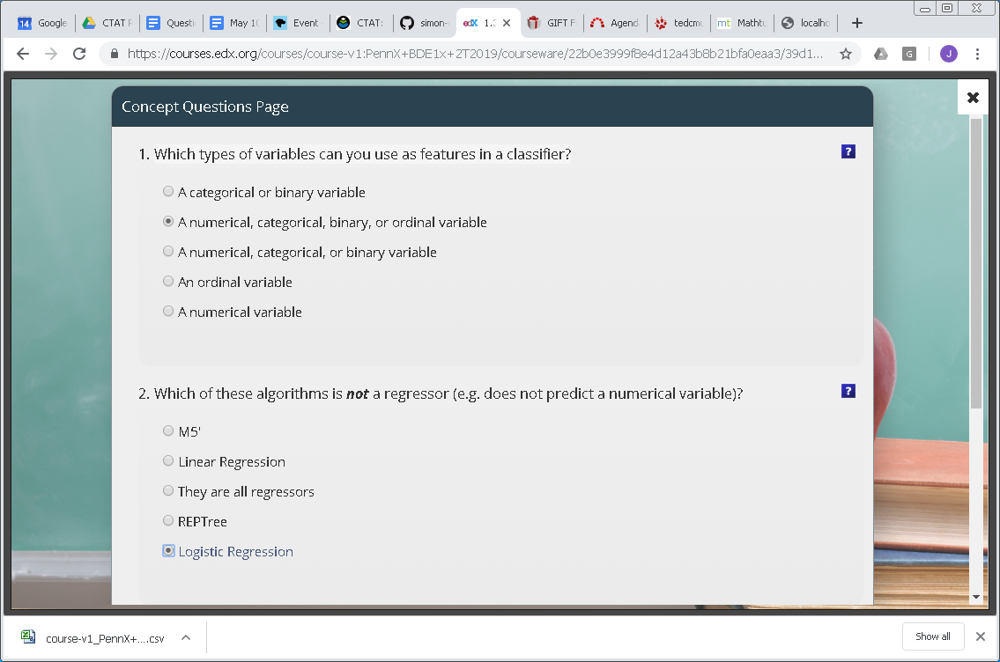 14 Google
CTAT R
Questi
May 10
Event
CTAT:
simon-
edX 1.3
GIFT F
Agend
tedcmu
mt Mathtu
localho
https://courses.edx.org/courses/course-v1:PennX+BDE1x+2T2019/courseware/22b0e3999f8e4d12a43b8b21bfa0eaa3/39d1...
G
J
Concept Questions Page
1. Which types of variables can you use as features in a classifier?
?
A categorical or binary variable
A numerical, categorical, binary, or ordinal variable
A numerical, categorical, or binary variable
An ordinal variable
A numerical variable
2. Which of these algorithms is not a regressor (e.g. does not predict a numerical variable)?
?
M5'
Linear Regression
They are all regressors
REPTree
Logistic Regression
course-v1_PennX+....csv
Show all